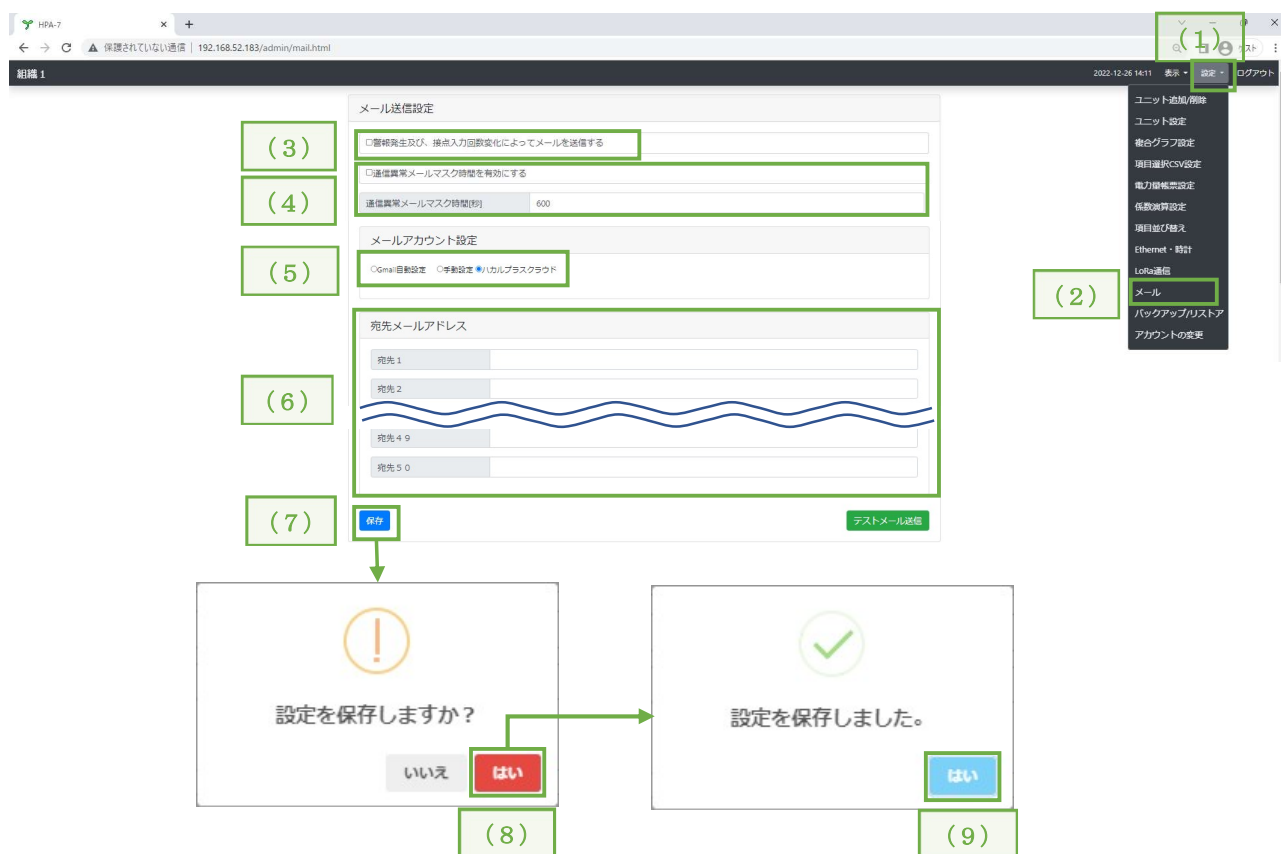 HPA-7
保護されていない通信 | 192.168.52.183/admin/mail.html
ゲスト
(1)
組織 1
2022-12-26 14:11 表示 設定 ログアウト
ユニット追加/削除
ユニット設定
複合グラフ設定
項目選択CSV設定
電力量帳票設定
係数演算設定
項目並び替え
Ethernet・時計
LoRa通信
(2)
メール
バックアップ/リストア
アカウントの変更
メール送信設定
(3)
警報発生及び、接点入力回数変化によってメールを送信する
通信異常メールマスク時間を有効にする
(4)
通信異常メールマスク時間[秒] 600
メールアカウント設定
(5)
Gmail自動設定 手動設定 ハカルプラスクラウド
宛先メールアドレス
宛先 1
宛先 2
(6)
宛先 4 9
宛先 5 0
(7)
保存
テストメール送信
設定を保存しますか？
いいえ はい
(8)
設定を保存しました。
はい
(9)